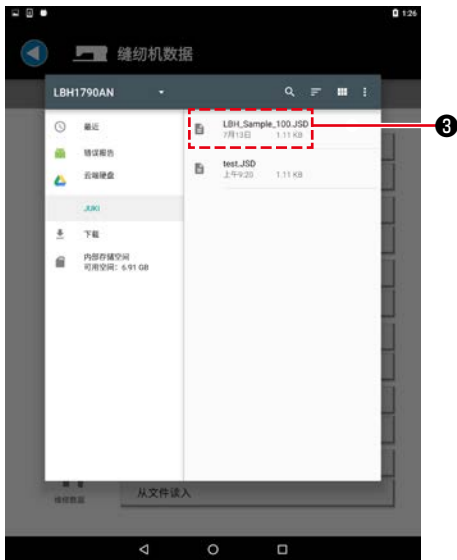 1:26
缝纫机数据
LBH1790AN
最近
错误报告
云端硬盘
JUKI
下载
内部存储空间
可用空间：6.91 GB
LBH_Sample_100.JSD
7月13日 1.11 KB
test.JSD
上午9:20 1.11 KB
❸
从文件读入